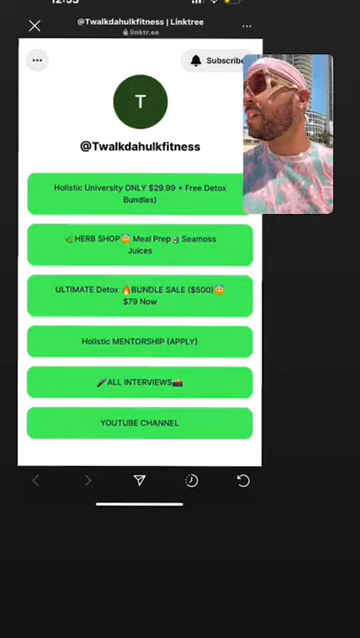 @Twalkdahulkfitness | Linktree
linktr.ee
Subscribe
T
@Twalkdahulkfitness
Holistic University ONLY $29.99 + Free Detox
Bundles)
🌿HERB SHOP😇 Meal Prep🥑 Seamoss
Juices
ULTIMATE Detox 🔥BUNDLE SALE ($500)😇
$79 Now
Holistic MENTORSHIP (APPLY)
🎤ALL INTERVIEWS📸
YOUTUBE CHANNEL